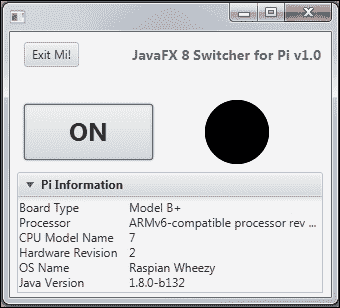 Exit Mi!
JavaFX 8 Switcher for Pi v1.0
ON
Pi Information
Board Type Model B+
Processor ARMv6-compatible processor rev ...
CPU Model Name 7
Hardware Revision 2
OS Name Raspian Wheezy
Java Version 1.8.0-b132